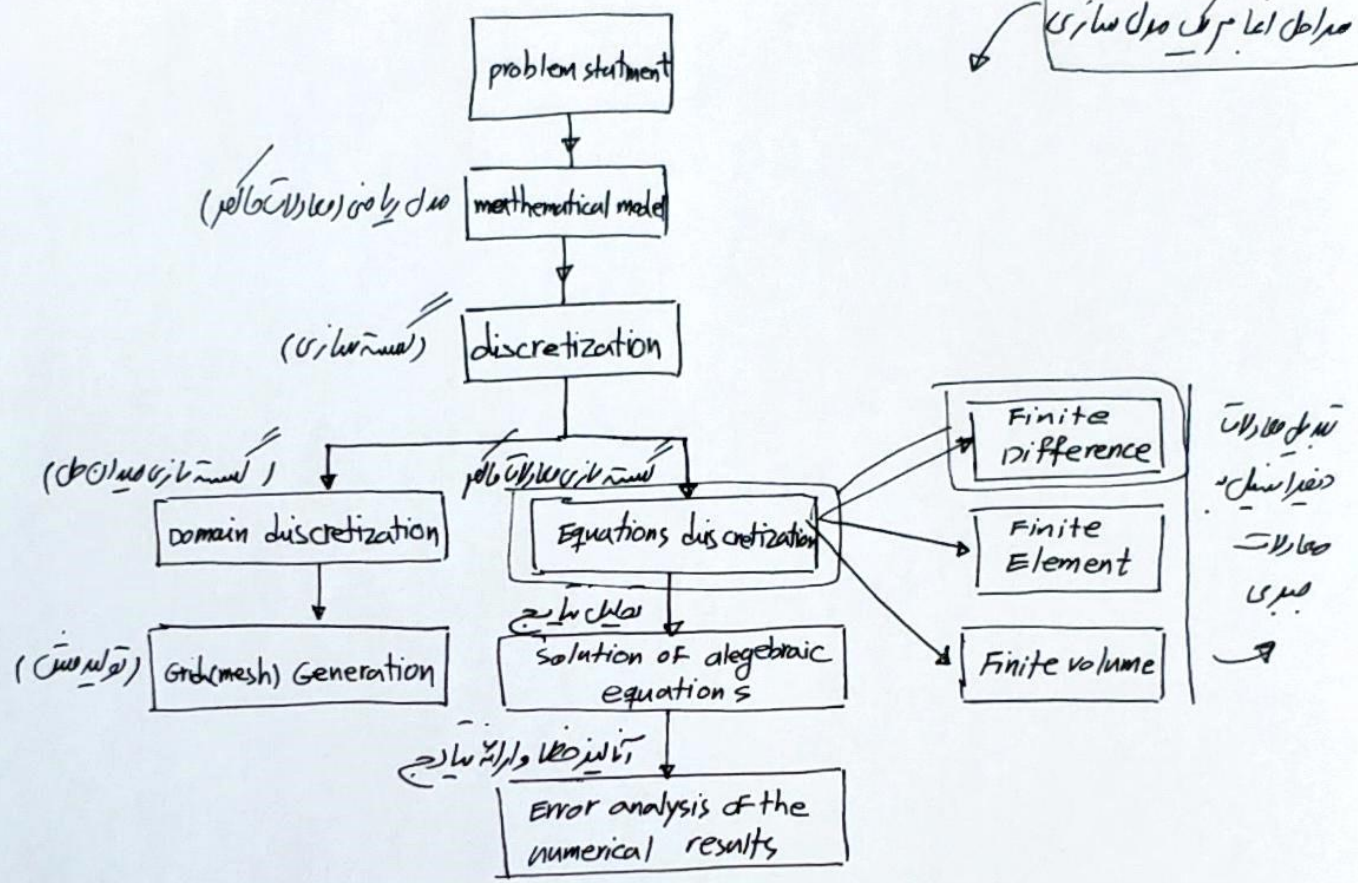 مراحل انجام یک مدل سازی
problem statment
مدل ریاضی (معادلات حاکم)
mathematical model
(گسسته سازی)
discretization
(گسسته سازی میدان حل)
گسسته سازی معادلات حاکم
Domain discretization
Equations discretization
Finite
Difference
Finite
Element
Finite volume
تبدیل معادلات
دیفرانسیل به
معادلات
جبری
(تولید مش)
Grid(mesh) Generation
تحلیل نتایج
Solution of alegebraic
equations
آنالیز خطا و ارائه نتایج
Error analysis of the
numerical results